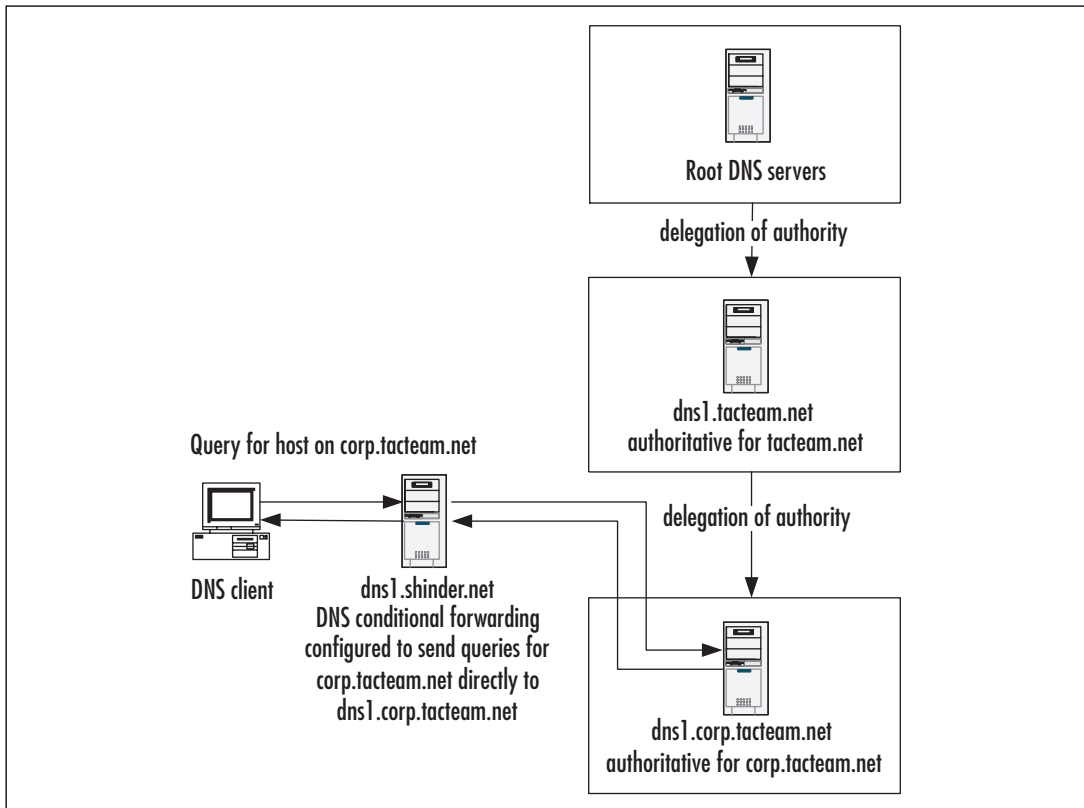 Root DNS servers
delegation of authority
dns1.tacteam.net
authoritative for tacteam.net
delegation of authority
Query for host on corp.tacteam.net
DNS client
dns1.shinder.net
DNS conditional forwarding
configured to send queries for
corp.tacteam.net directly to
dns1.corp.tacteam.net
dns1.corp.tacteam.net
authoritative for corp.tacteam.net